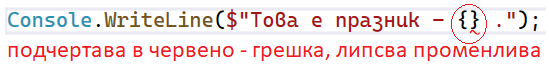 Console.WriteLine($"Това е празник – {} .");
подчертава в червено - грешка, липсва променлива